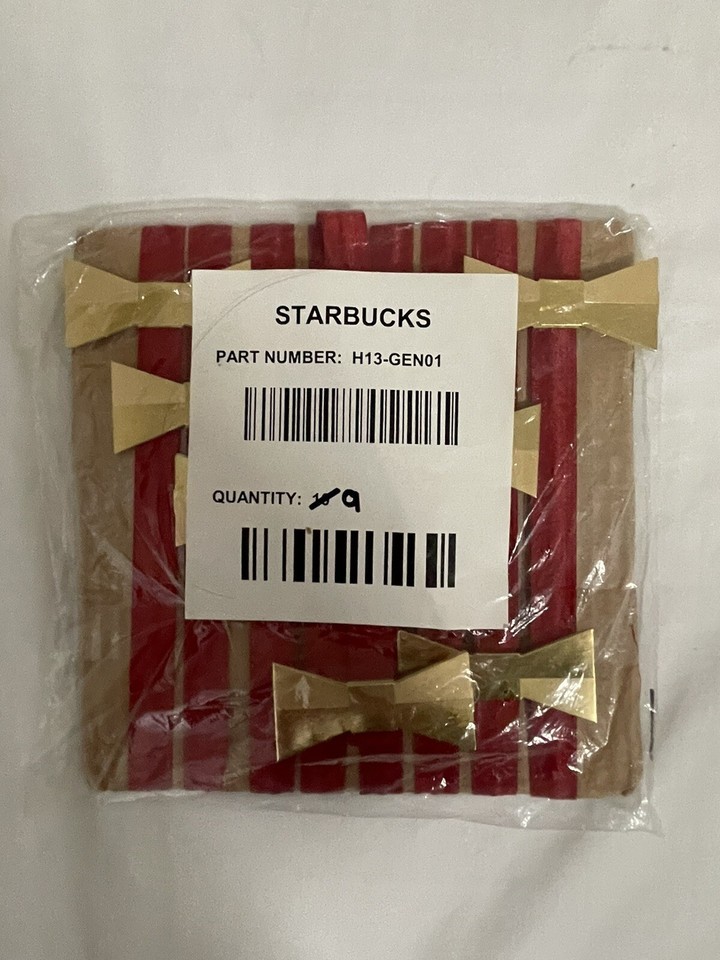 STARBUCKS
PART NUMBER: H13-GEN01
QUANTITY: 9